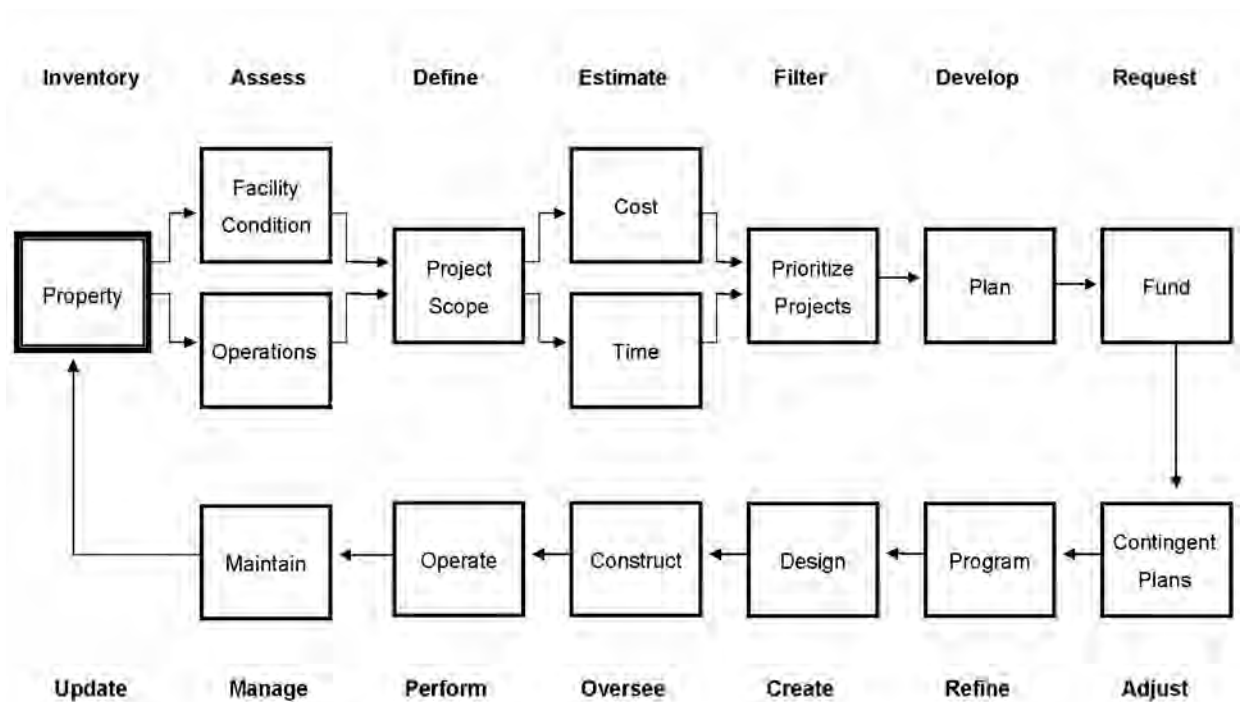 Inventory
Assess
Define
Estimate
Filter
Develop
Request
Facility
Condition
Cost
Property
Project
Scope
Prioritize
Projects
Plan
Fund
Operations
Time
Maintain
Operate
Construct
Design
Program
Contingent
Plans
Update
Manage
Perform
Oversee
Create
Refine
Adjust